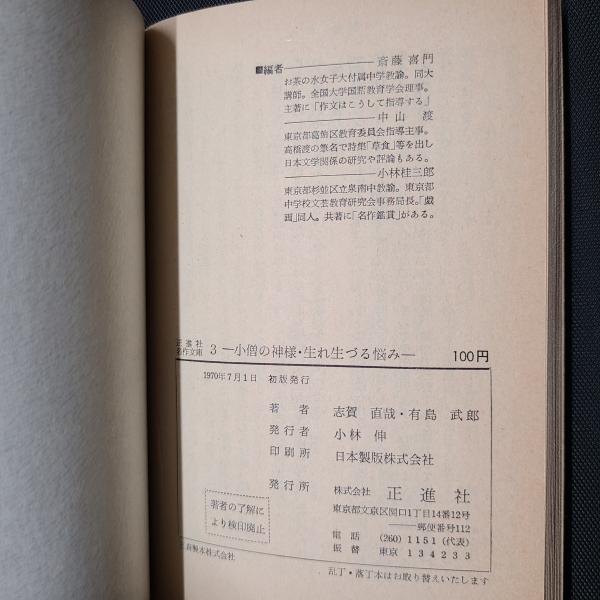 ■編者――斎藤喜門
お茶の水女子大付属中学教諭。同大
講師。全国大学国語教育学会理事。
主著に「作文はこうして指導する」
――中山 渡
東京都葛飾区教育委員会指導主事。
高橋渡の筆名で詩集「草食」等を出し
日本文学関係の研究や評論もある。
――小林桂三郎
東京都杉並区立泉南中教諭。東京都
中学校文芸教育研究会事務局長。「戯
画」同人。共著に「名作鑑賞」がある。
正進社
名作文庫 3 ―小僧の神様・生れ生づる悩み― 100円
1970年7月1日 初版発行
著者 志賀 直哉・有島 武郎
発行者 小林 伸
印刷所 日本製版株式会社
発行所 株式会社 正進社
東京都文京区関口1丁目14番12号
――郵便番号112
電話 (260) 1151 (代表)
振替 東京 134233
著者の了解に
より検印廃止
製本株式会社
乱丁・落丁本はお取り替えいたします